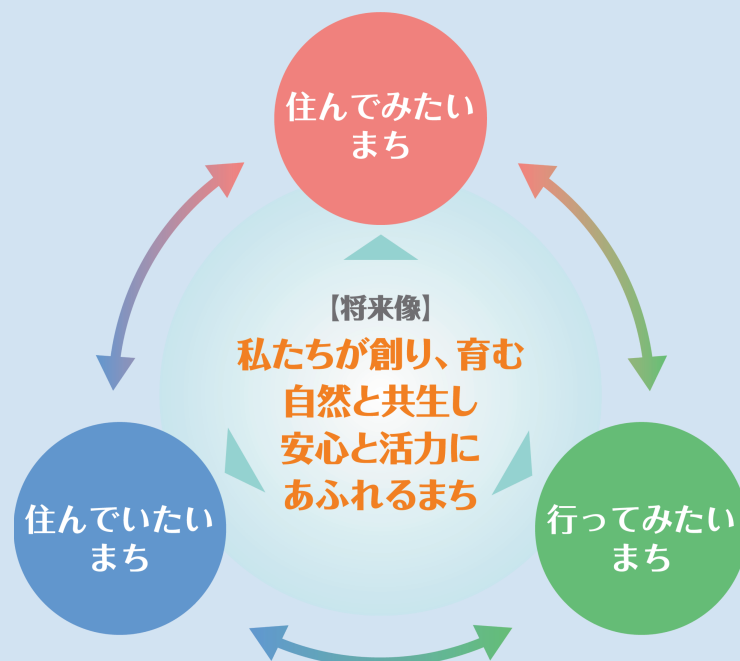 住んでみたい
まち
【将来像】
私たちが創り、育む
自然と共生し
安心と活力に
あふれるまち
住んでいたい
まち
行ってみたい
まち